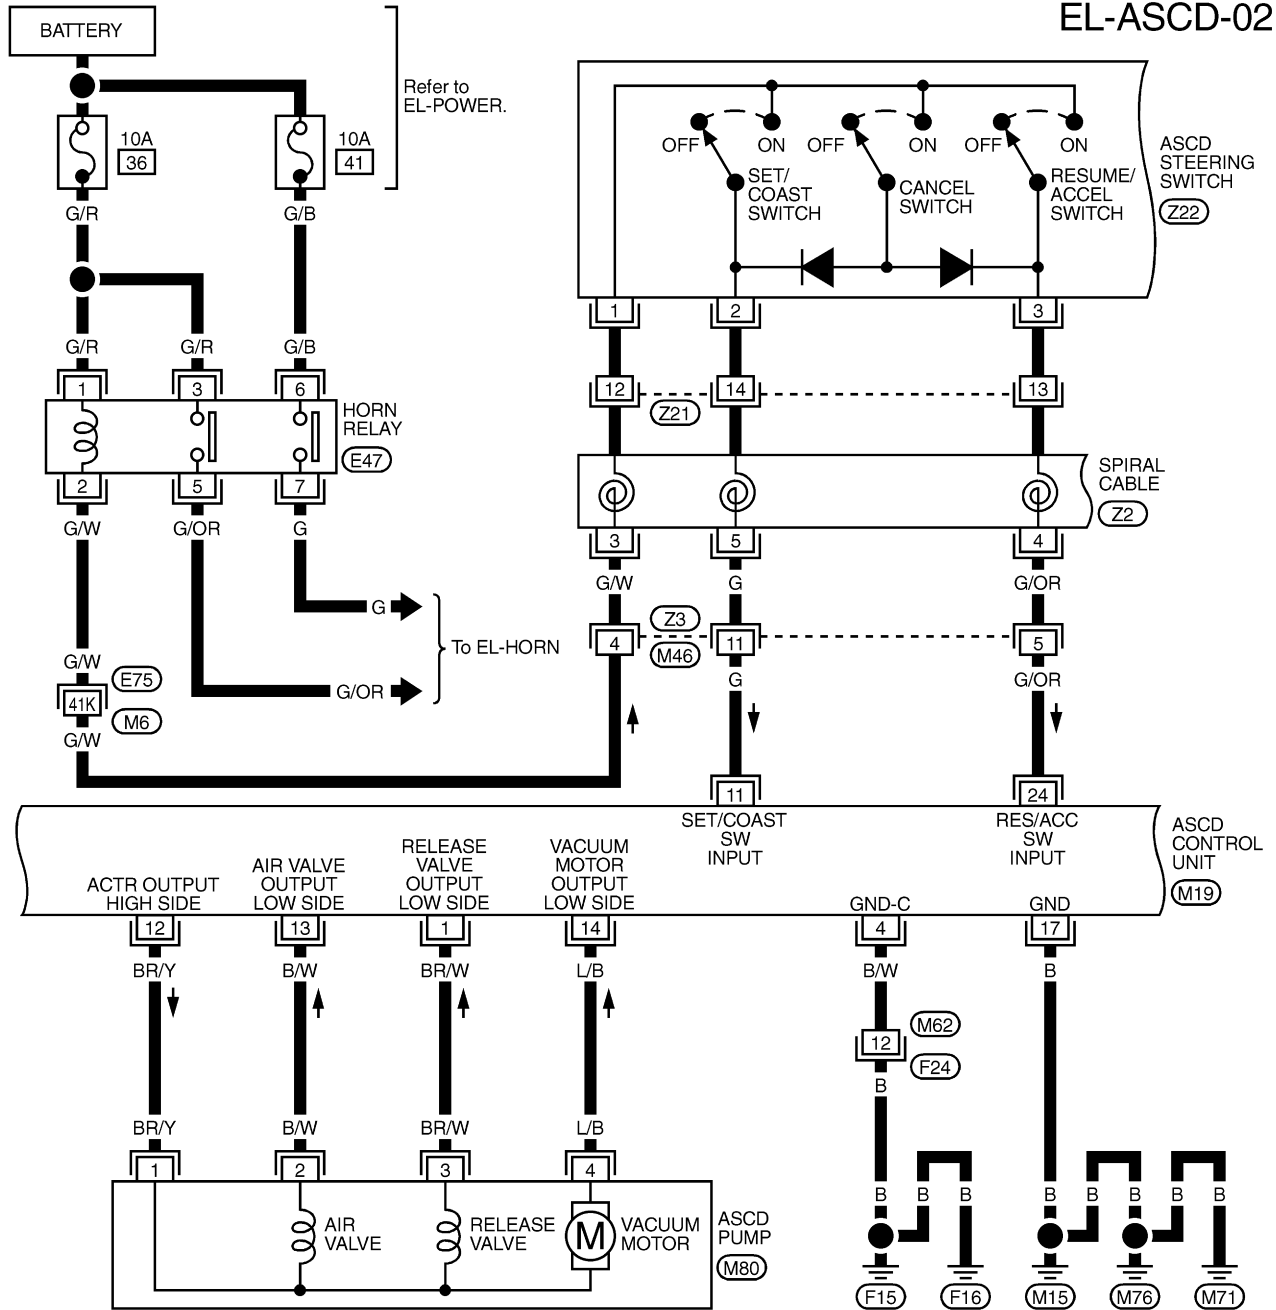 EL-ASCD-02
BATTERY
Refer to
EL-POWER.
10A
36
10A
41
G/R
G/B
G/R
G/R
G/B
1
3
6
HORN
RELAY
E47
2
5
7
G/W
G/OR
G
G
To EL-HORN
G/OR
G/W
E75
41K
M6
G/W
OFF
ON
OFF
ON
OFF
ON
SET/
COAST
SWITCH
CANCEL
SWITCH
RESUME/
ACCEL
SWITCH
ASCD
STEERING
SWITCH
Z22
1
2
3
12
14
13
Z21
SPIRAL
CABLE
Z2
3
5
4
G/W
G
G/OR
Z3
4
11
5
M46
G
G/OR
11
24
SET/COAST
SW
INPUT
RES/ACC
SW
INPUT
ASCD
CONTROL
UNIT
M19
ACTR OUTPUT
HIGH SIDE
AIR VALVE
OUTPUT
LOW SIDE
RELEASE
VALVE
OUTPUT
LOW SIDE
VACUUM
MOTOR
OUTPUT
LOW SIDE
GND-C
GND
12
13
1
14
4
17
BR/Y
B/W
BR/W
L/B
B/W
B
M62
12
F24
B
BR/Y
B/W
BR/W
L/B
1
2
3
4
AIR
VALVE
RELEASE
VALVE
M
VACUUM
MOTOR
ASCD
PUMP
M80
B
B
B
B
B
B
B
B
F15
F16
M15
M76
M71